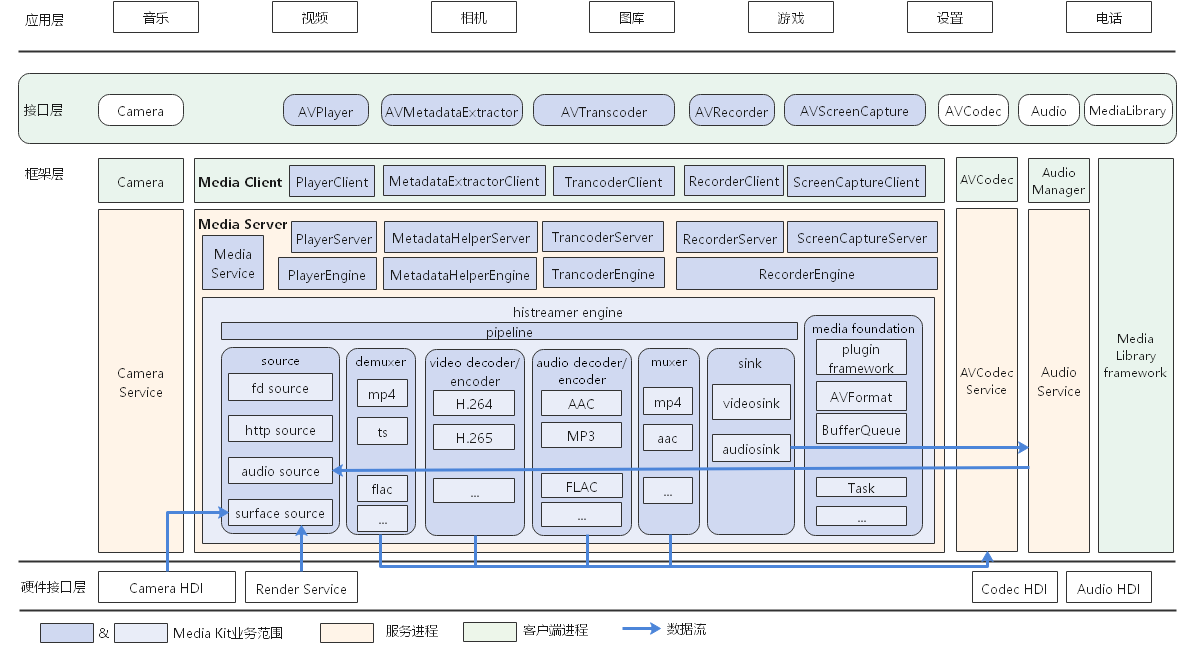 应用层
音乐
视频
相机
图库
游戏
设置
电话
接口层
Camera
AVPlayer
AVMetadataExtractor
AVTranscoder
AVRecorder
AVScreenCapture
AVCodec
Audio
MediaLibrary
框架层
Camera
Media Client
PlayerClient
MetadataExtractorClient
TrancoderClient
RecorderClient
ScreenCaptureClient
AVCodec
Audio
Manager
Media Server
Media
Service
PlayerServer
MetadataHelperServer
TrancoderServer
RecorderServer
ScreenCaptureServer
PlayerEngine
MetadataHelperEngine
TrancoderEngine
RecorderEngine
Camera
Service
histreamer engine
pipeline
source
fd source
http source
audio source
surface source
demuxer
mp4
ts
flac
...
video decoder/
encoder
H.264
H.265
...
audio decoder/
encoder
AAC
MP3
FLAC
...
muxer
mp4
aac
...
sink
videosink
audiosink
media foundation
plugin
framework
AVFormat
BufferQueue
Task
...
AVCodec
Service
Audio
Service
Media
Library
framework
硬件接口层
Camera HDI
Render Service
Codec HDI
Audio HDI
&
Media Kit业务范围
服务进程
客户端进程
数据流